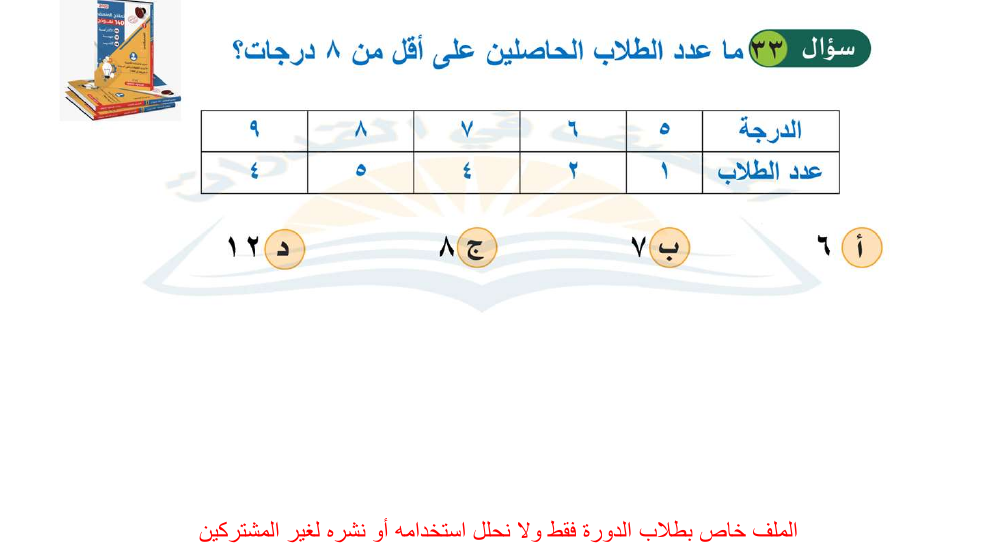 سؤال ٣٣ ما عدد الطلاب الحاصلين على أقل من ٨ درجات؟
الدرجة ٥ ٦ ٧ ٨ ٩
عدد الطلاب ١ ٢ ٤ ٥ ٤
أ ٦ ب ٧ ج ٨ د ١٢
الملف خاص بطلاب الدورة فقط ولا نحلل استخدامه أو نشره لغير المشتركين